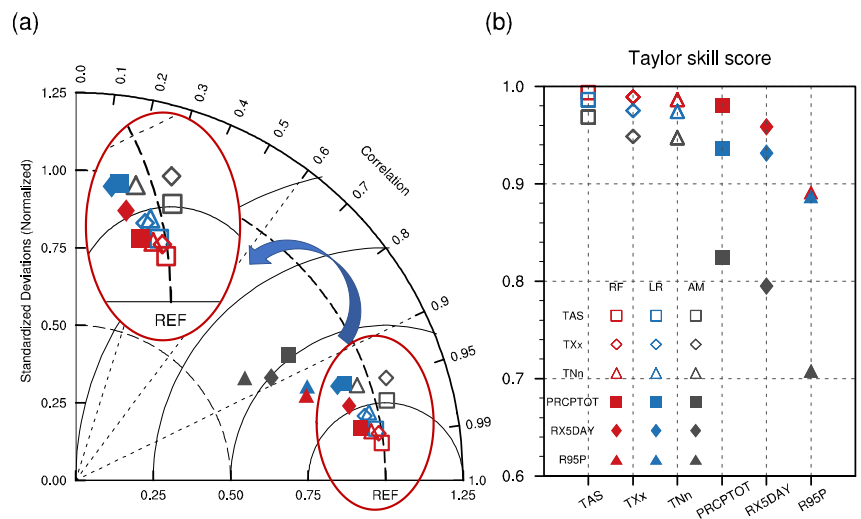 (a)
(b)
Taylor skill score
Standard Deviations (Normalized)
1.25
1.00
0.75
0.50
0.25
0.00
0.25
0.50
0.75
REF
1.25
0.0
0.1
0.2
0.3
0.4
0.5
0.6
0.7
0.8
0.9
0.95
0.99
1.0
Correlation
REF
1.0
0.9
0.8
0.7
0.6
RF LR AM
TAS
TXx
TNn
PRCPTOT
RX5DAY
R95P
TAS
TXx
TNn
PRCPTOT
RX5DAY
R95P